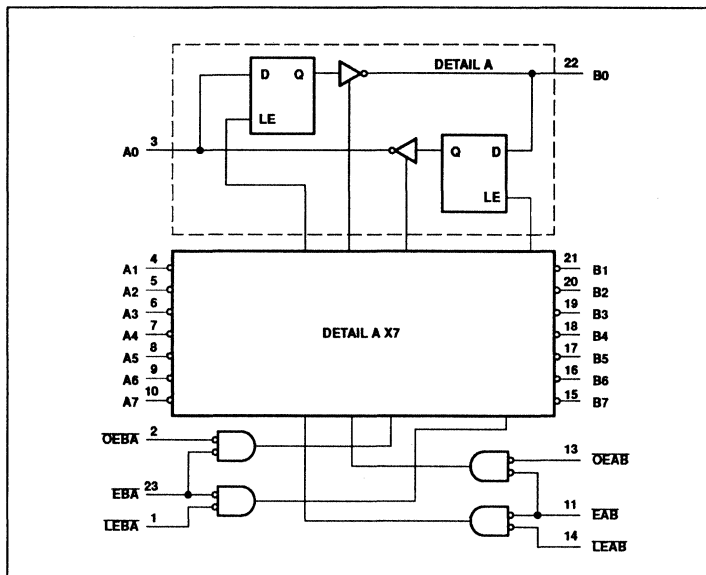 DETAIL A
22
B0
D Q
LE
A0
3
Q D
LE
A1 4
A2 5
A3 6
A4 7
A5 8
A6 9
A7 10
DETAIL A X7
21 B1
20 B2
19 B3
18 B4
17 B5
16 B6
15 B7
OEBA 2
EBA 23
LEBA 1
13 OEAB
11 EAB
14 LEAB